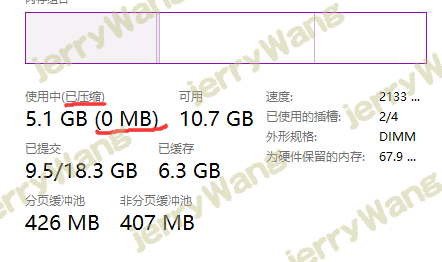 内存组合
使用中(已压缩)
5.1 GB (0 MB)
可用
10.7 GB
已提交
9.5/18.3 GB
已缓存
6.3 GB
分页缓冲池
426 MB
非分页缓冲池
407 MB
速度:
2133 ...
已使用的插槽:
2/4
外形规格:
DIMM
为硬件保留的内存:
67.9 ...
jerryWang
jerryWang
jerryWang
jerryWang
jerryWang
jerryWang